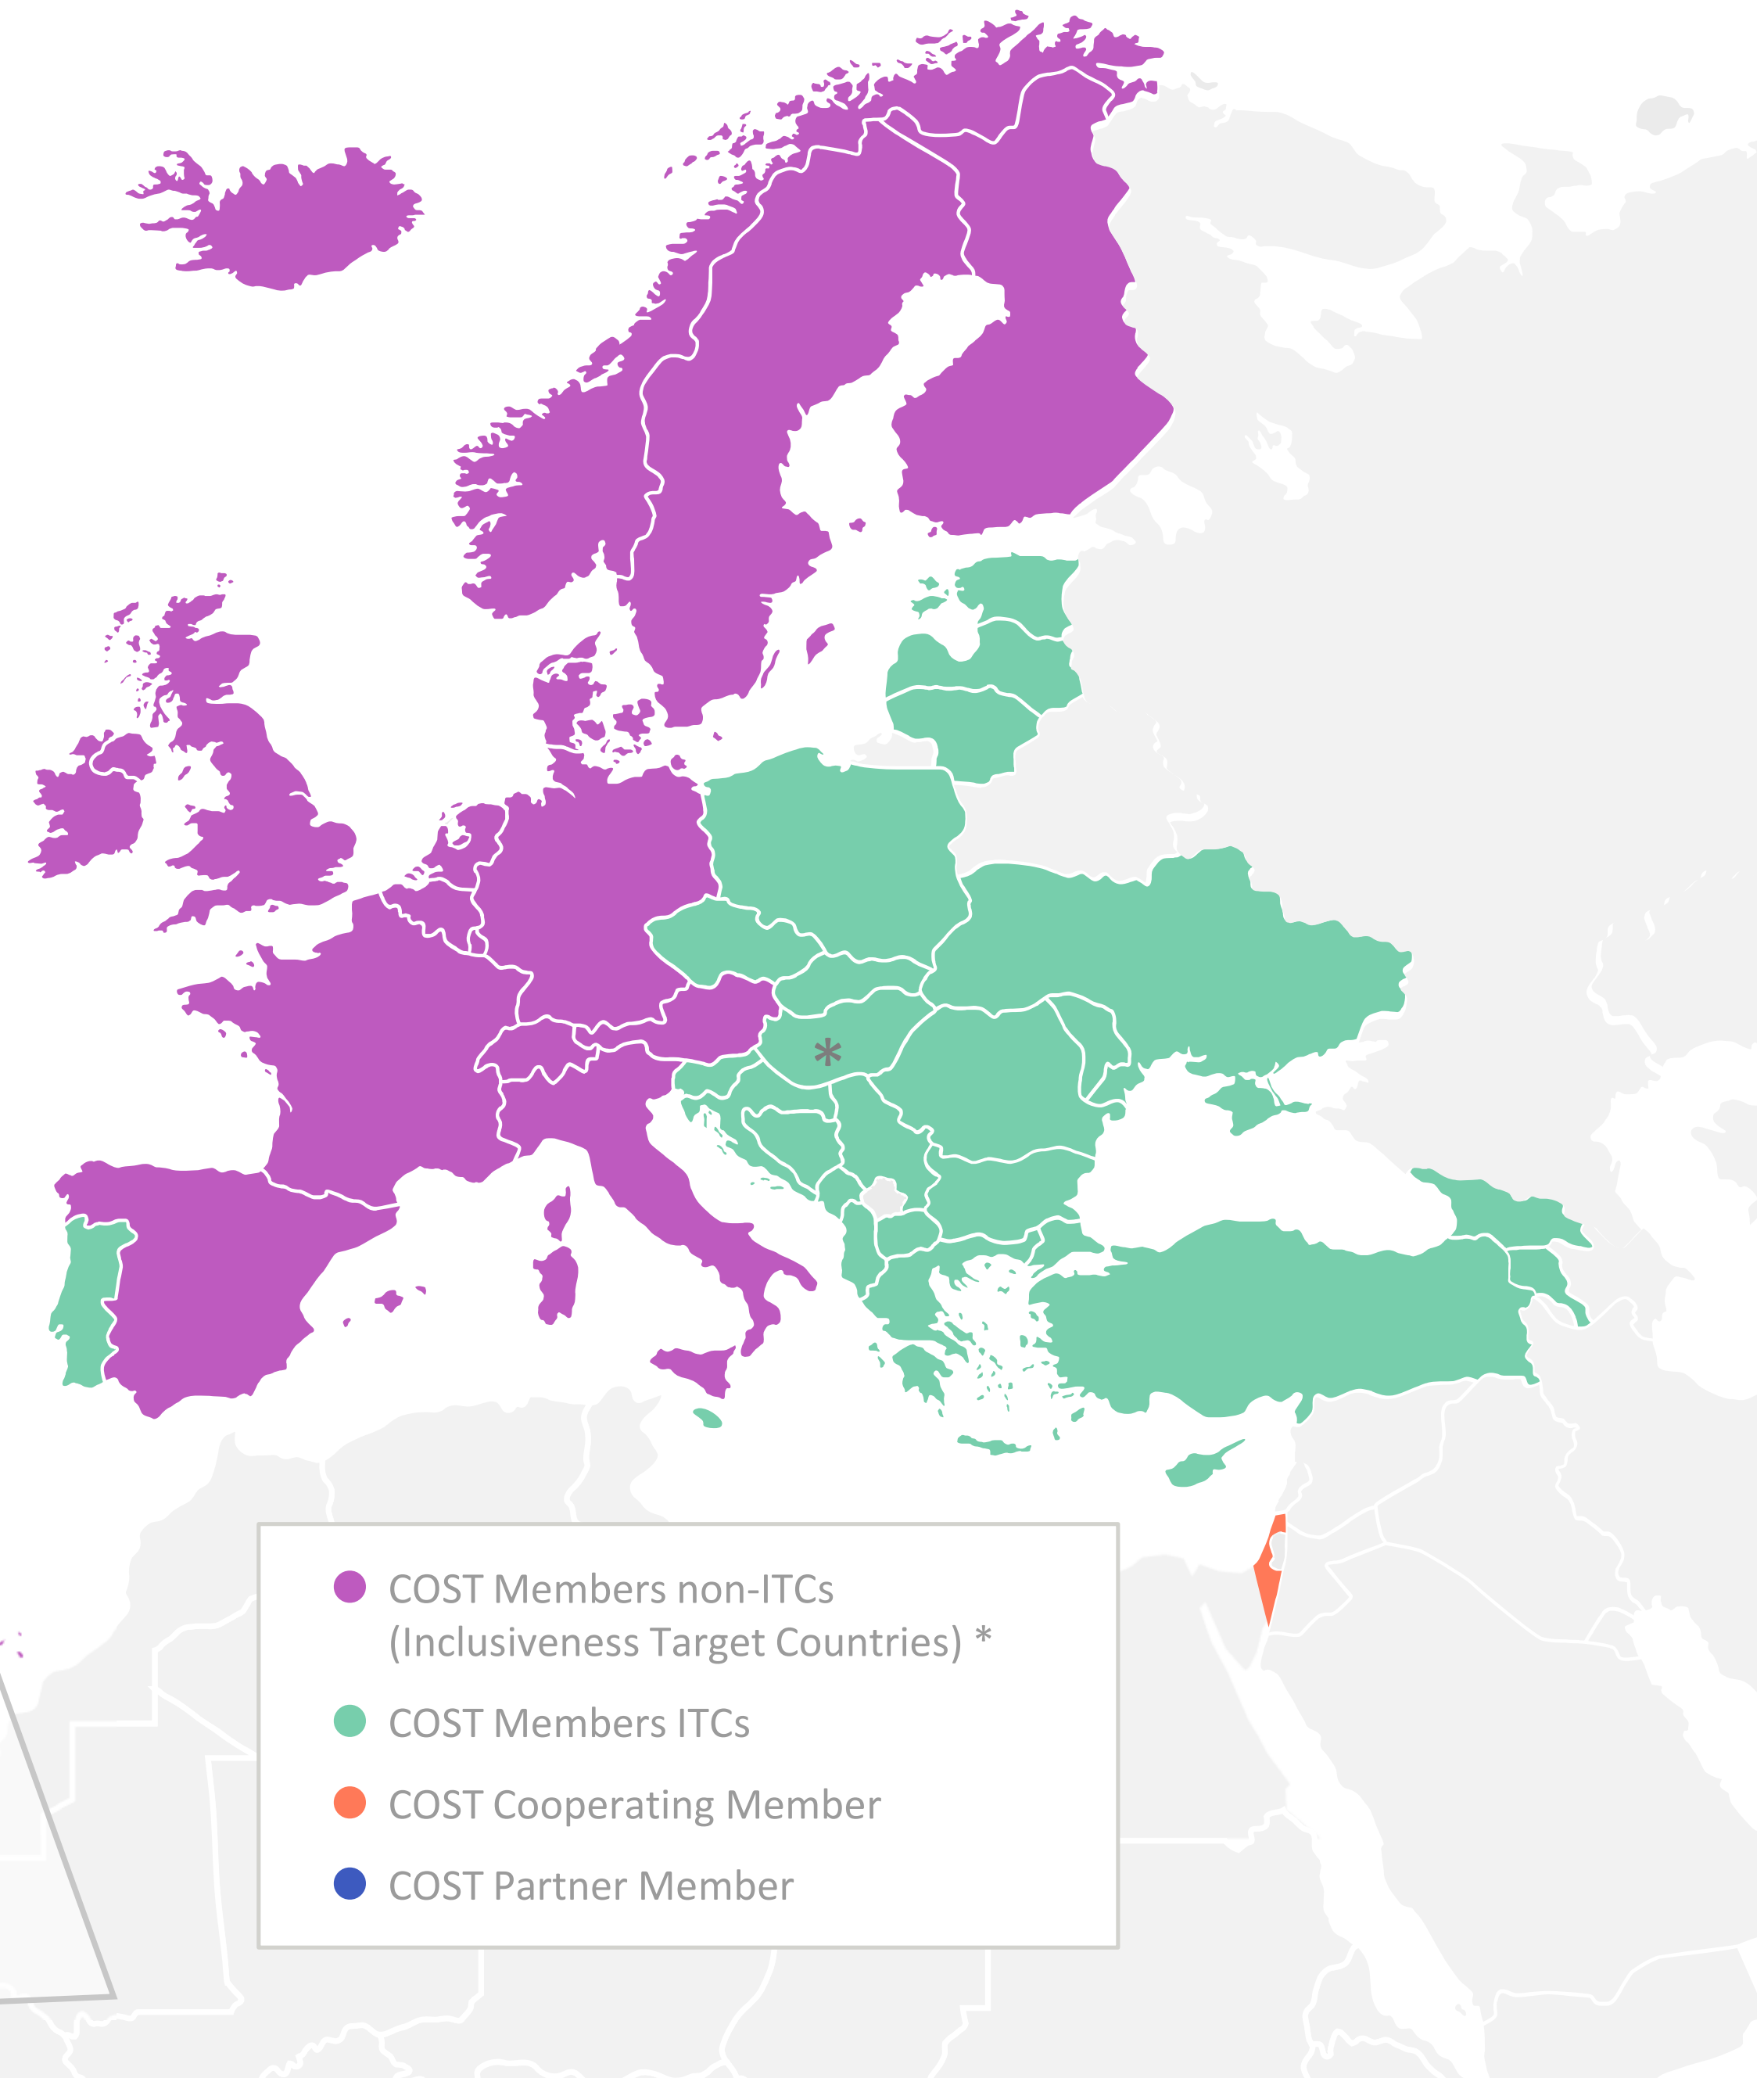 *
COST Members non-ITCs
(Inclusiveness Target Countries) *
COST Members ITCs
COST Cooperating Member
COST Partner Member